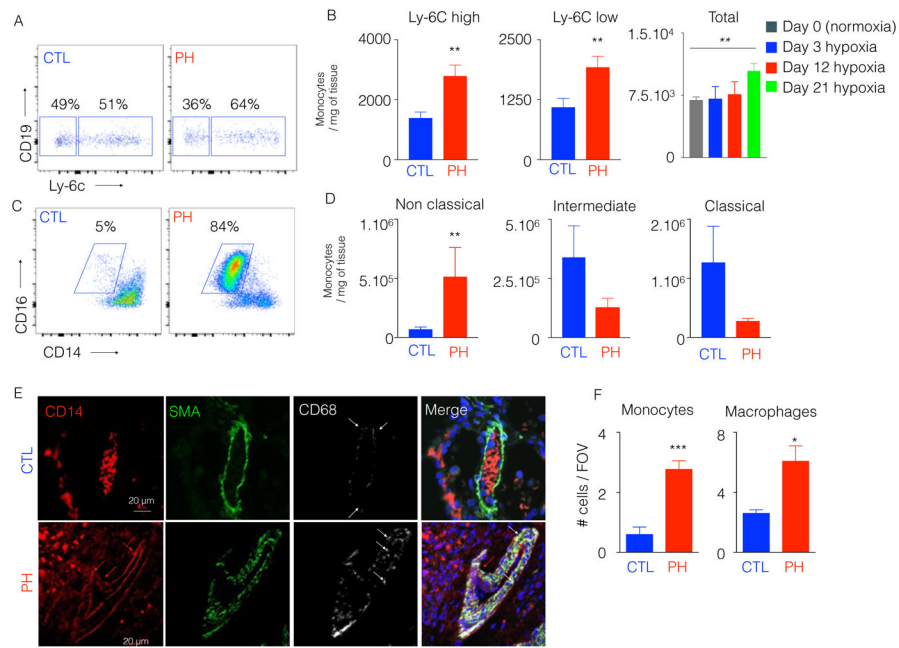 A
CTL
PH
49%
51%
36%
64%
CD19
Ly-6c
B
Ly-6C high
Ly-6C low
Total
Monocytes
/ mg of tissue
4000
2000
0
**
CTL
PH
2500
1250
0
**
CTL
PH
1.5.10⁴
7.5.10³
0
**
Day 0 (normoxia)
Day 3 hypoxia
Day 12 hypoxia
Day 21 hypoxia
C
CTL
PH
5%
84%
CD16
CD14
D
Non classical
Intermediate
Classical
Monocytes
/ mg of tissue
1.10⁶
5.10⁵
0
**
CTL
PH
5.10⁵
2.5.10⁵
0
CTL
PH
2.10⁶
1.10⁶
0
CTL
PH
E
CD14
SMA
CD68
Merge
CTL
20 µm
PH
20 µm
F
Monocytes
Macrophages
# cells / FOV
4
2
0
***
CTL
PH
8
4
0
*
CTL
PH